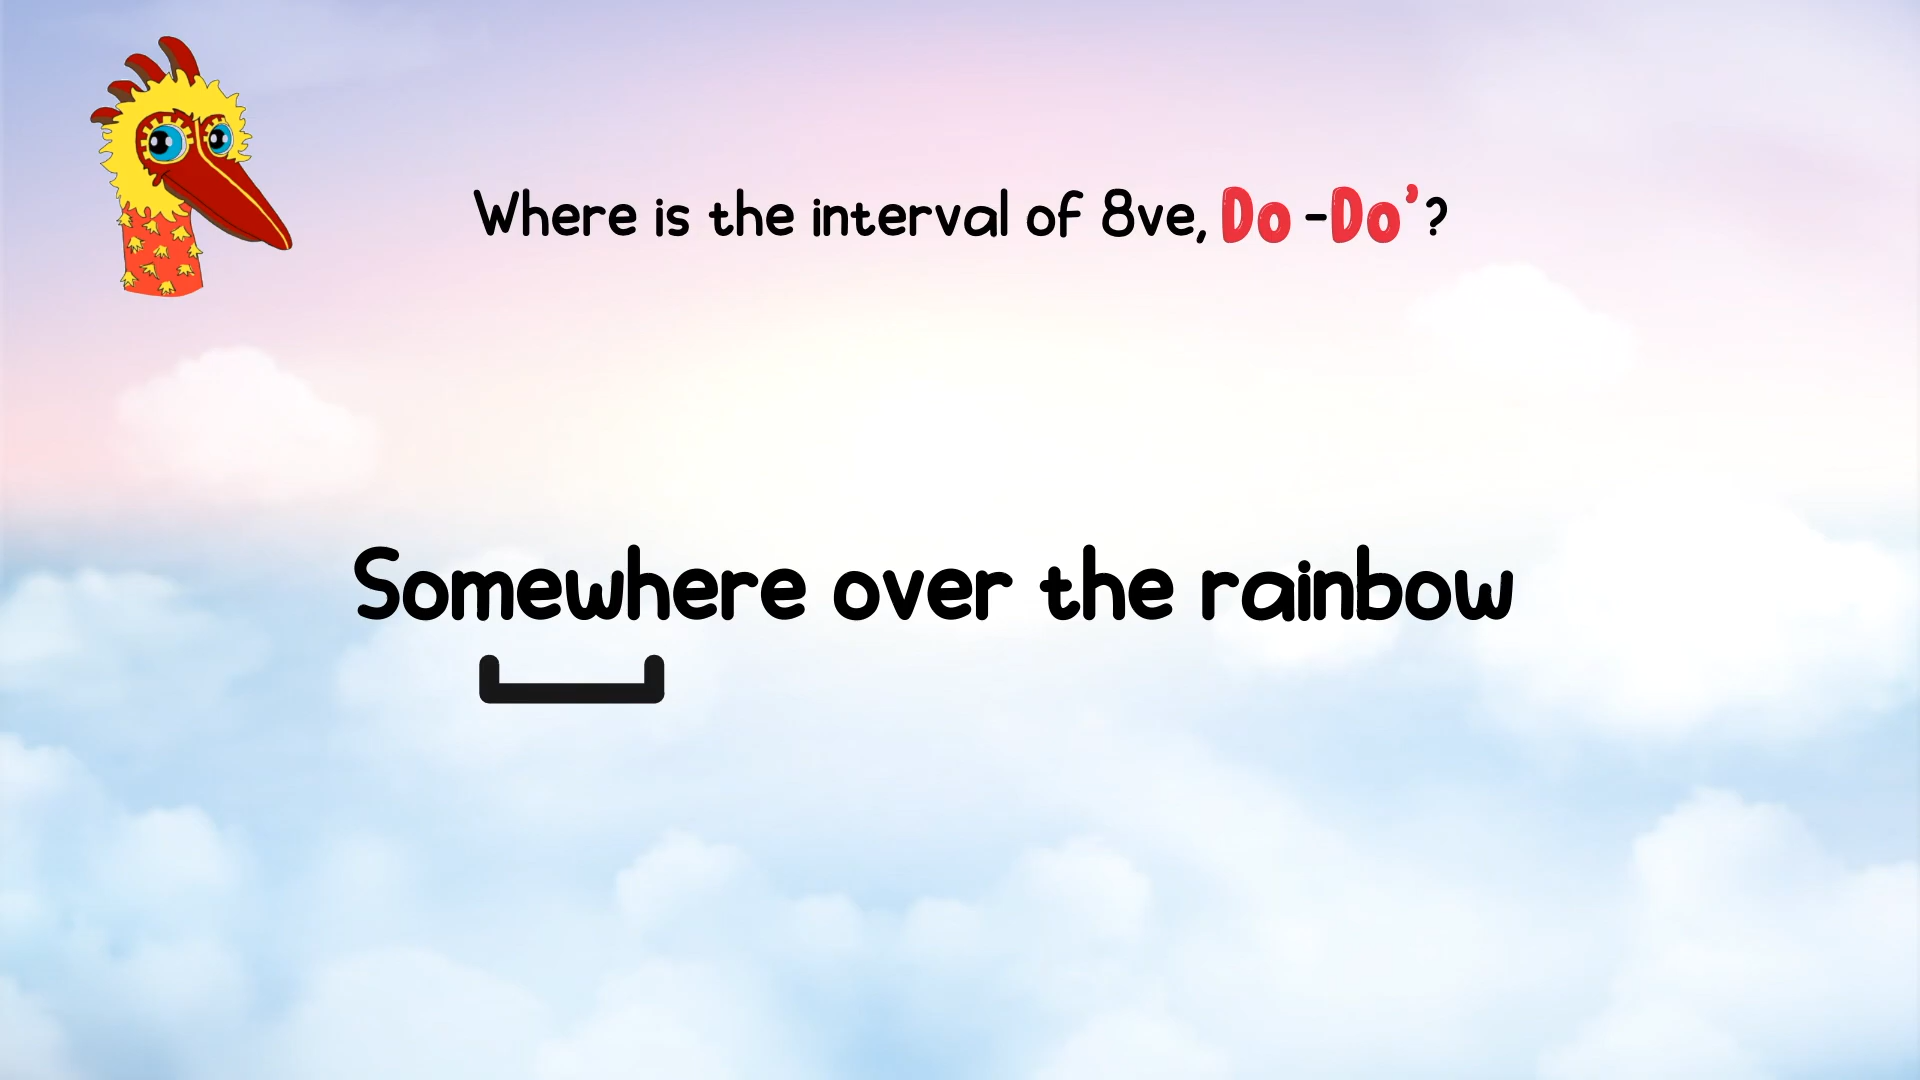 Where is the interval of 8ve, Do -Do'?
Somewhere over the rainbow